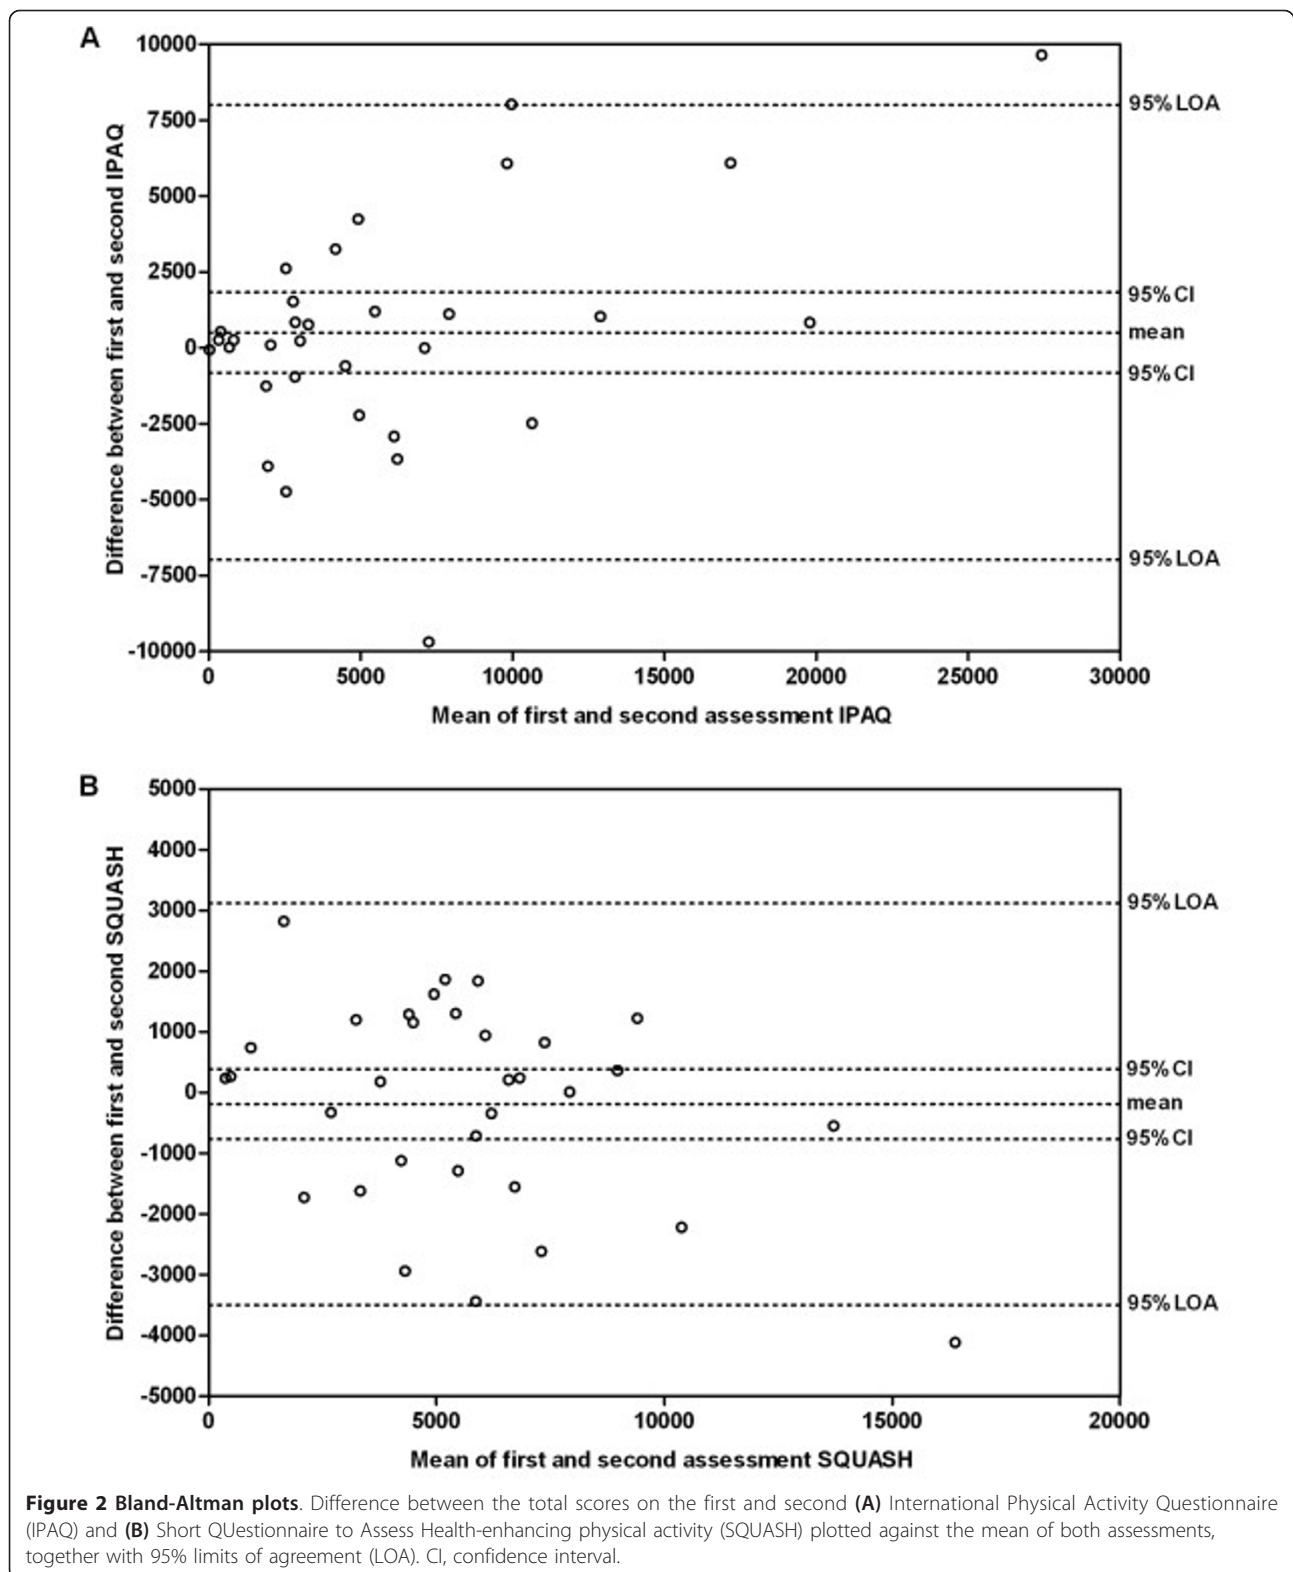 A
10000
7500
5000
2500
0
-2500
-5000
-7500
-10000
Difference between first and second IPAQ
95% LOA
95% CI
mean
95% CI
95% LOA
0 5000 10000 15000 20000 25000 30000
Mean of first and second assessment IPAQ
B
5000
4000
3000
2000
1000
0
-1000
-2000
-3000
-4000
-5000
Difference between first and second SQUASH
95% LOA
95% CI
mean
95% CI
95% LOA
0 5000 10000 15000 20000
Mean of first and second assessment SQUASH
Figure 2 Bland-Altman plots. Difference between the total scores on the first and second (A) International Physical Activity Questionnaire
(IPAQ) and (B) Short QUestionnaire to Assess Health-enhancing physical activity (SQUASH) plotted against the mean of both assessments,
together with 95% limits of agreement (LOA). CI, confidence interval.